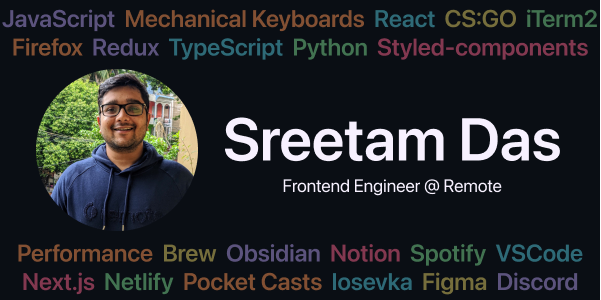 JavaScript Mechanical Keyboards React CS:GO iTerm2
Firefox Redux TypeScript Python Styled-components
Sreetam Das
Frontend Engineer @ Remote
remote
Performance Brew Obsidian Notion Spotify VSCode
Next.js Netlify Pocket Casts Iosevka Figma Discord